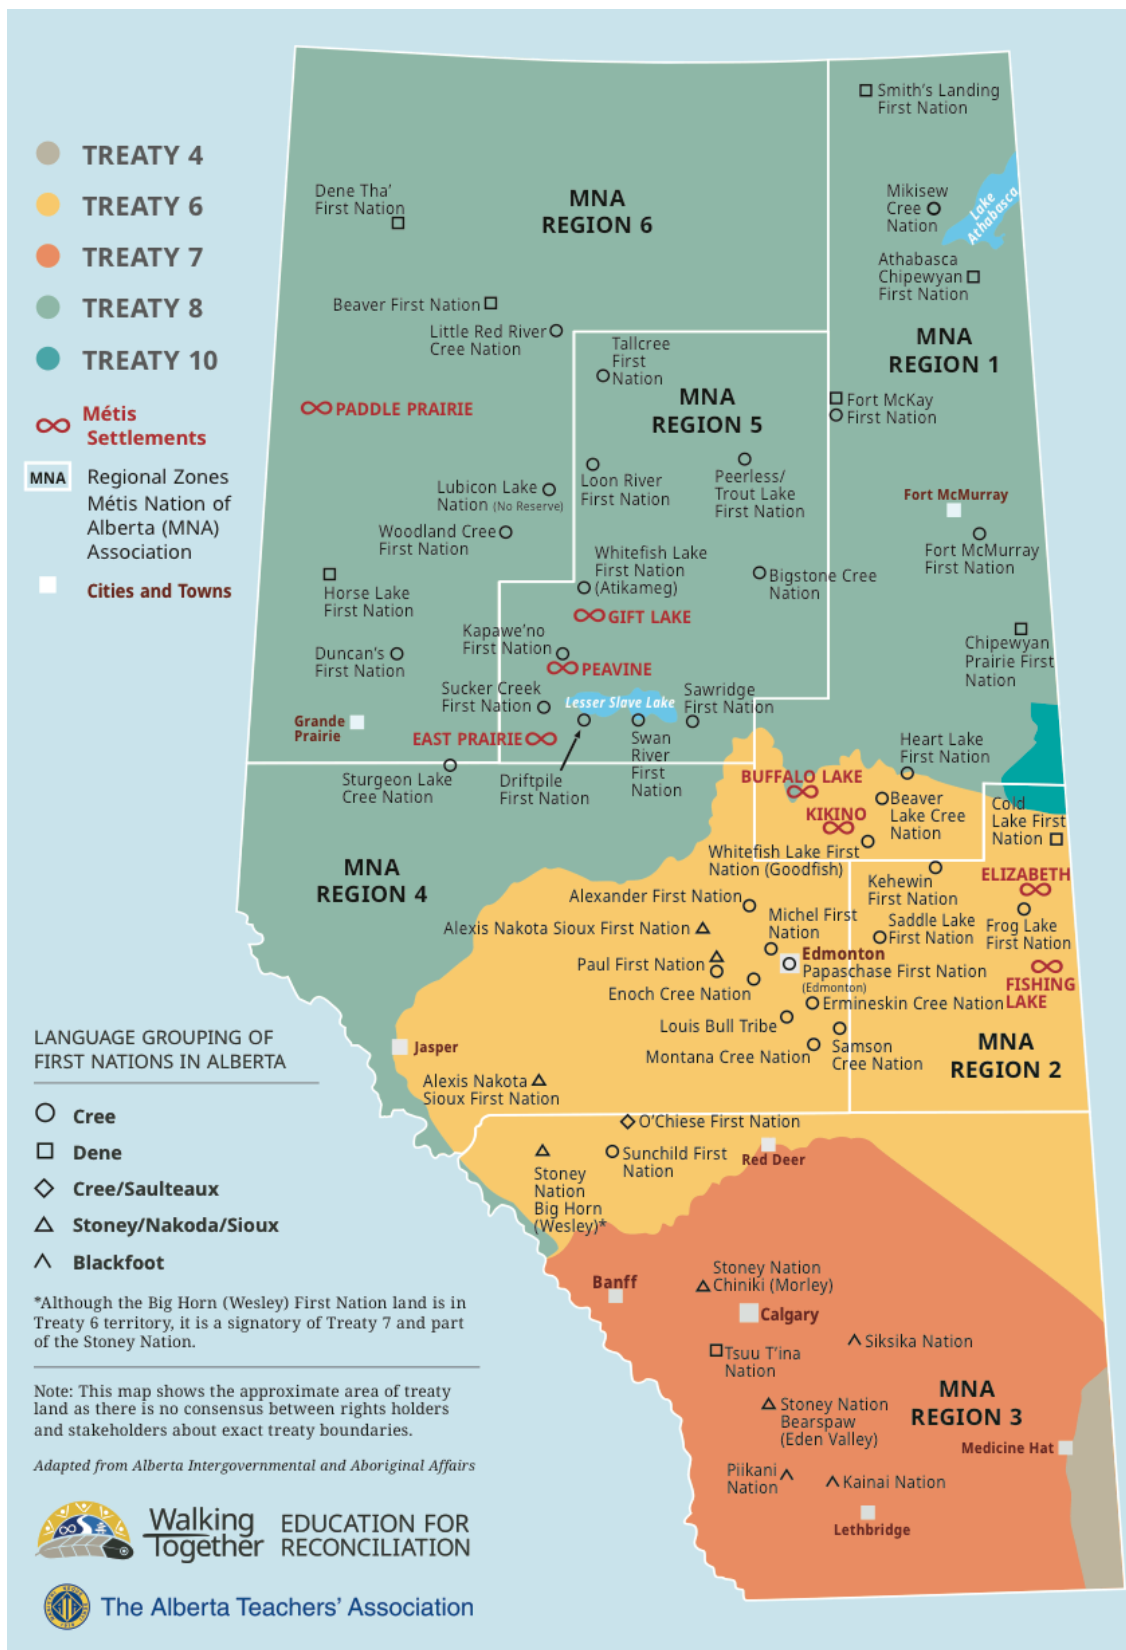 TREATY 4
TREATY 6
TREATY 7
TREATY 8
TREATY 10
Métis
Settlements
MNA
Regional Zones
Métis Nation of
Alberta (MNA)
Association
Cities and Towns
Smith's Landing
First Nation
Dene Tha'
First Nation
MNA
REGION 6
Mikisew
Cree
Nation
Lake
Athabasca
Athabasca
Chipewyan
First Nation
Beaver First Nation
Little Red River
Cree Nation
MNA
REGION 1
Tallcree
First
Nation
PADDLE PRAIRIE
MNA
REGION 5
Fort McKay
First Nation
Lubicon Lake
Nation (No Reserve)
Loon River
First Nation
Peerless/
Trout Lake
First Nation
Fort McMurray
Woodland Cree
First Nation
Fort McMurray
First Nation
Whitefish Lake
First Nation
(Atikameg)
Bigstone Cree
Nation
Horse Lake
First Nation
GIFT LAKE
Kapawe'no
First Nation
Chipewyan
Prairie First
Nation
Duncan's
First Nation
PEAVINE
Sucker Creek
First Nation
Lesser Slave Lake
Sawridge
First Nation
Grande
Prairie
EAST PRAIRIE
Swan
River
First
Nation
Heart Lake
First Nation
Sturgeon Lake
Cree Nation
Driftpile
First Nation
BUFFALO LAKE
Beaver
Lake Cree
Nation
Cold
Lake First
Nation
KIKINO
Whitefish Lake First
Nation (Goodfish)
MNA
REGION 4
Kehewin
First Nation
ELIZABETH
Alexander First Nation
Michel First
Nation
Saddle Lake
First Nation
Frog Lake
First Nation
Alexis Nakota Sioux First Nation
Edmonton
Paul First Nation
Papaschase First Nation
(Edmonton)
FISHING
LAKE
Enoch Cree Nation
Ermineskin Cree Nation
Louis Bull Tribe
Samson
Cree Nation
Montana Cree Nation
MNA
REGION 2
Jasper
Alexis Nakota
Sioux First Nation
O'Chiese First Nation
Sunchild First
Nation
Red Deer
Stoney
Nation
Big Horn
(Wesley)*
Stoney Nation
Chiniki (Morley)
Banff
Calgary
Siksika Nation
Tsuu T'ina
Nation
MNA
REGION 3
Stoney Nation
Bearspaw
(Eden Valley)
Medicine Hat
Piikani
Nation
Kainai Nation
Lethbridge
LANGUAGE GROUPING OF
FIRST NATIONS IN ALBERTA
Cree
Dene
Cree/Saulteaux
Stoney/Nakoda/Sioux
Blackfoot
*Although the Big Horn (Wesley) First Nation land is in
Treaty 6 territory, it is a signatory of Treaty 7 and part
of the Stoney Nation.
Note: This map shows the approximate area of treaty
land as there is no consensus between rights holders
and stakeholders about exact treaty boundaries.
Adapted from Alberta Intergovernmental and Aboriginal Affairs
Walking
Together
EDUCATION FOR
RECONCILIATION
The Alberta Teachers' Association